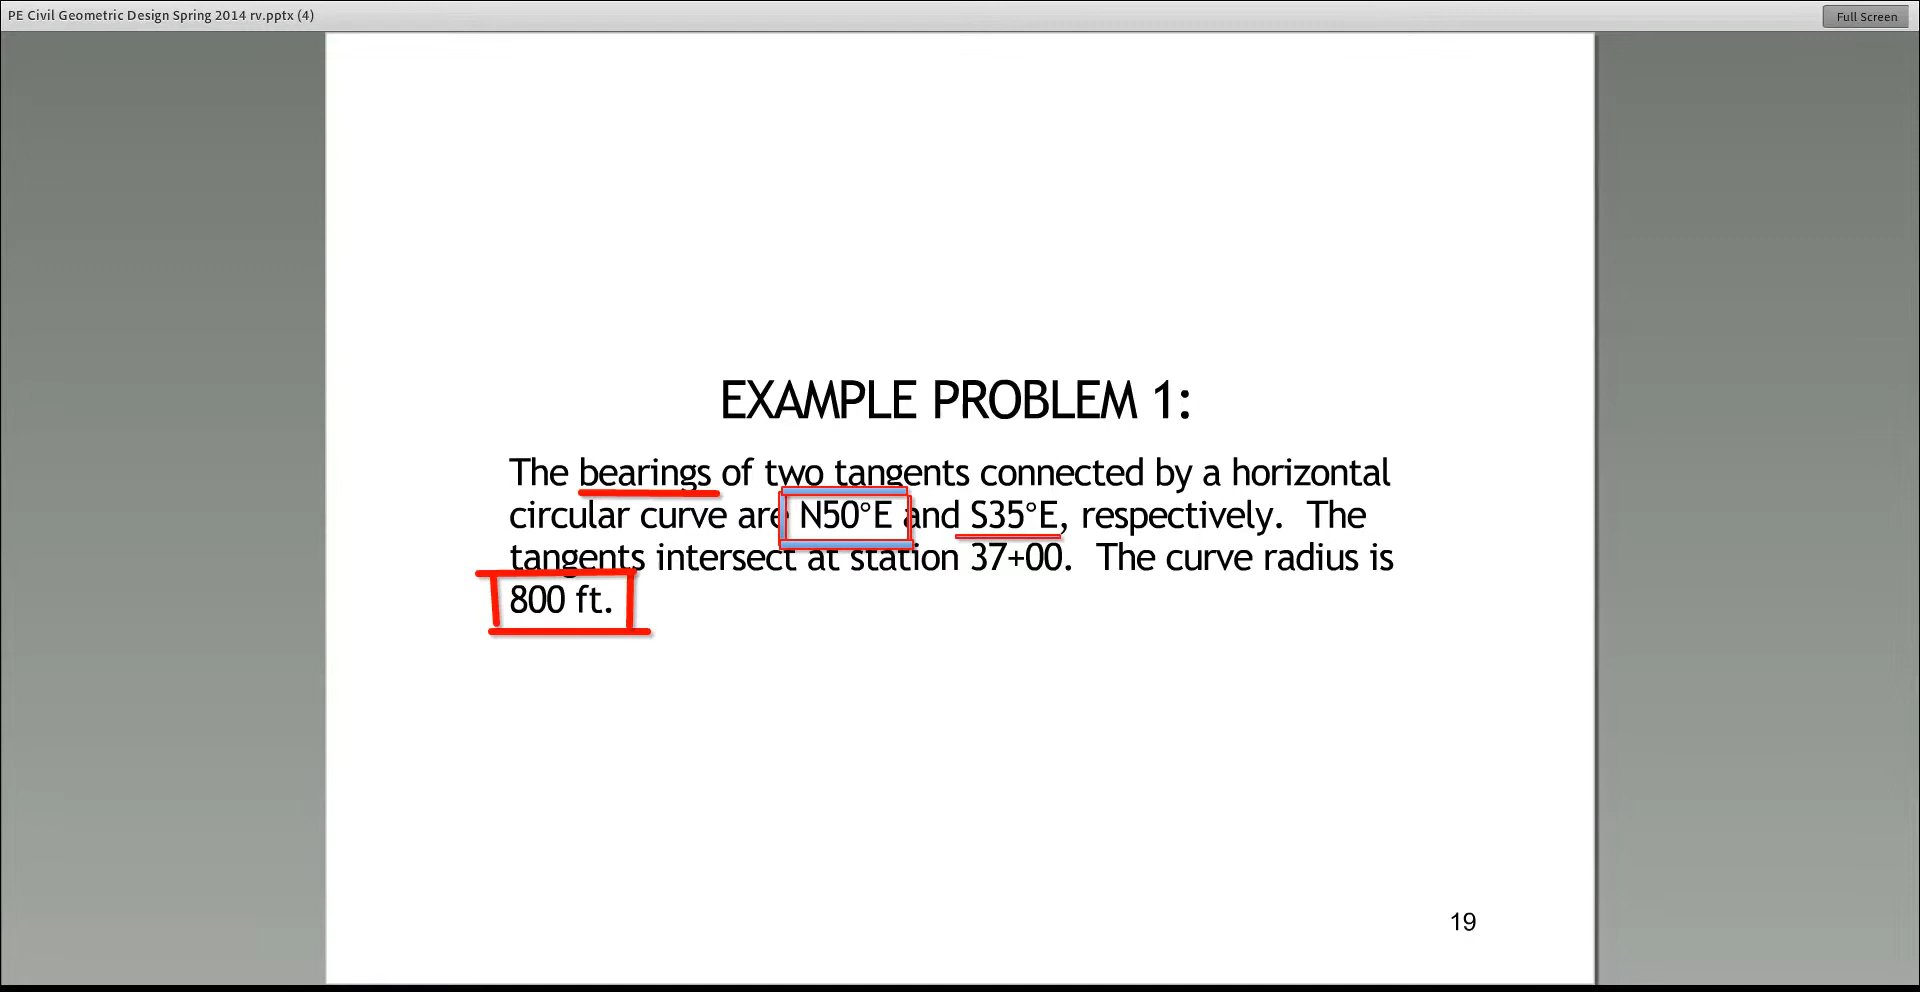 PE Civil Geometric Design Spring 2014 rv.pptx (4)
Full Screen
EXAMPLE PROBLEM 1:
The bearings of two tangents connected by a horizontal
circular curve are N50°E and S35°E, respectively. The
tangents intersect at station 37+00. The curve radius is
800 ft.
19